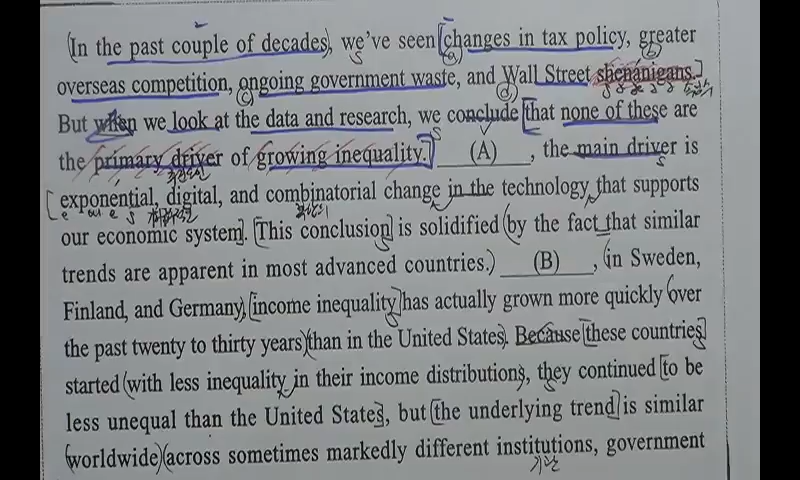 In the past couple of decades, we've seen changes in tax policy, greater
ⓐ ⓑ
overseas competition, ongoing government waste, and Wall Street shenanigans.
ⓒ ⓓ
But when we look at the data and research, we conclude that none of these are
S
the primary driver of growing inequality. (A) , the main driver is
S
exponential, digital, and combinatorial change in the technology that supports
our economic system. This conclusion is solidified by the fact that similar
S
trends are apparent in most advanced countries. (B) , in Sweden,
Finland, and Germany, income inequality has actually grown more quickly over
S
the past twenty to thirty years than in the United States. Because these countries
S
started with less inequality in their income distributions, they continued to be
S
less unequal than the United States, but the underlying trend is similar
S
worldwide across sometimes markedly different institutions, government
기관